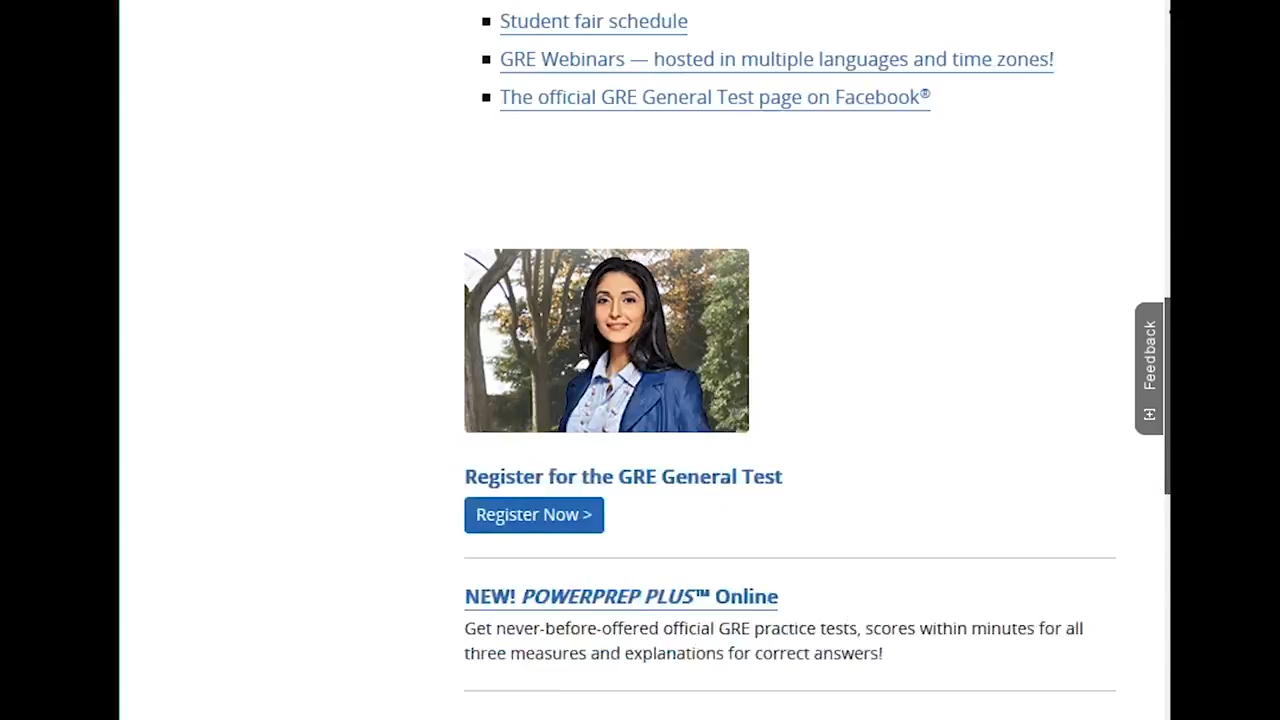 Student fair schedule
GRE Webinars — hosted in multiple languages and time zones!
The official GRE General Test page on Facebook®
[+] Feedback
Register for the GRE General Test
Register Now >
NEW! POWERPREP PLUS™ Online
Get never-before-offered official GRE practice tests, scores within minutes for all
three measures and explanations for correct answers!